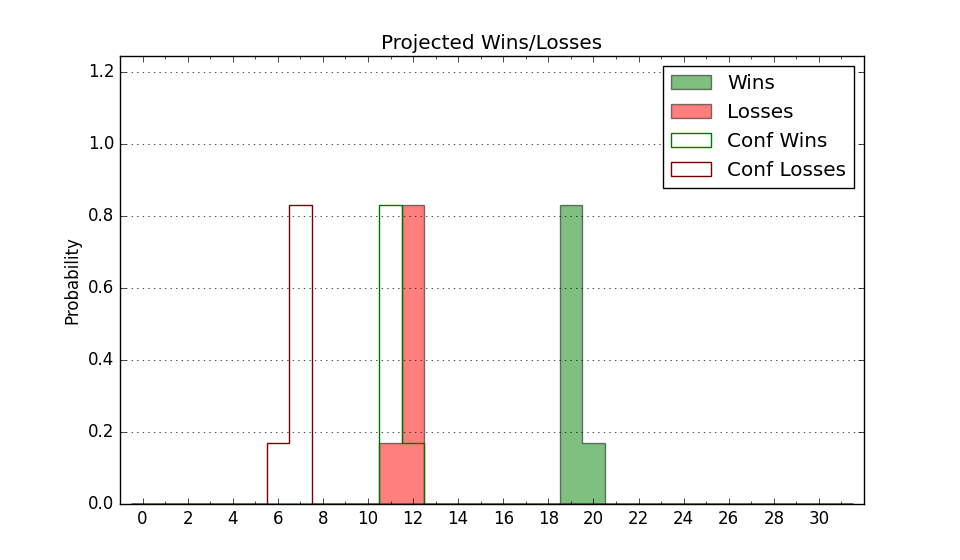 Projected Wins/Losses
1.2
1.0
0.8
0.6
0.4
0.2
0.0
Probability
Wins
Losses
Conf Wins
Conf Losses
0 2 4 6 8 10 12 14 16 18 20 22 24 26 28 30